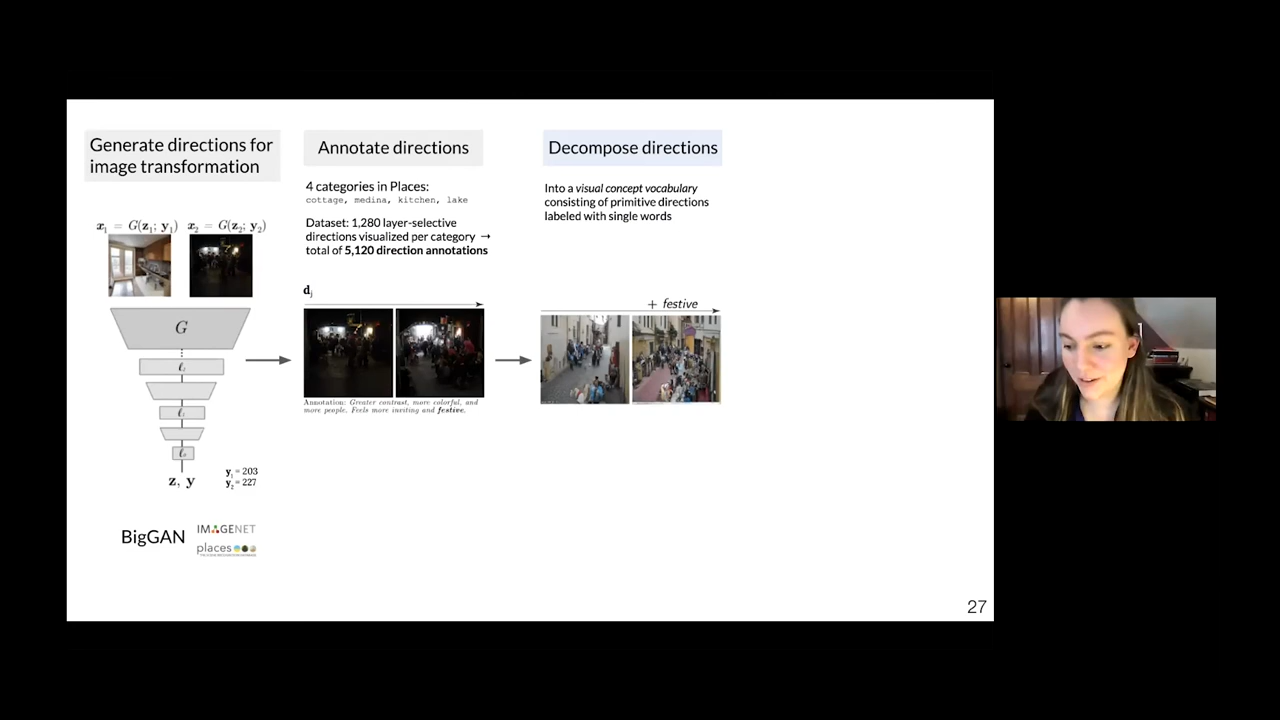 Generate directions for
image transformation
x₁ = G(z₁; y₁) x₂ = G(z₂; y₂)
G
z, y
y₁ = 203
y₂ = 227
BigGAN
IMAGENET
places
Annotate directions
4 categories in Places:
cottage, medina, kitchen, lake
Dataset: 1,280 layer-selective
directions visualized per category →
total of 5,120 direction annotations
dⱼ
Annotation: Greater contrast, more colorful, and
more people. Feels more inviting and festive.
Decompose directions
Into a visual concept vocabulary
consisting of primitive directions
labeled with single words
+ festive
27